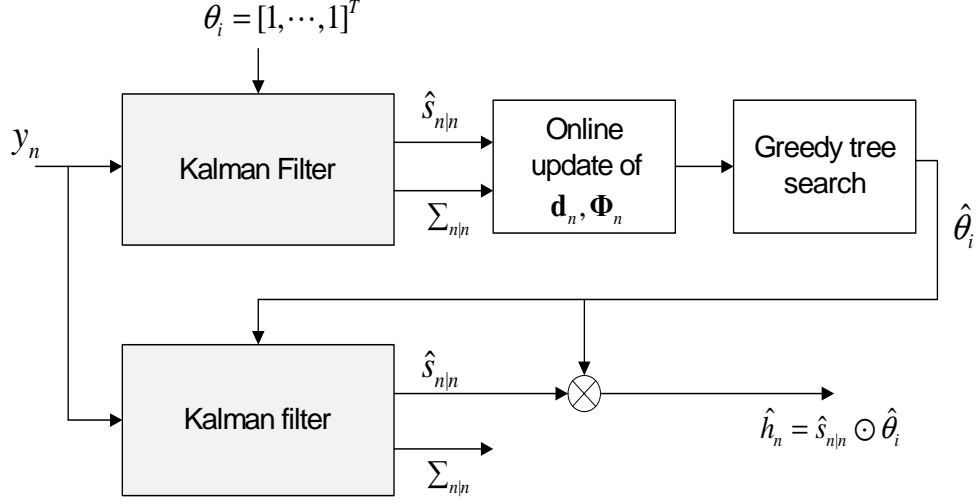 θ_i = [1,⋯,1]^T
y_n
Kalman Filter
ŝ_{n|n}
Σ_{n|n}
Online
update of
d_n, Φ_n
Greedy tree
search
θ̂_i
Kalman filter
ŝ_{n|n}
Σ_{n|n}
ĥ_n = ŝ_{n|n} ⊙ θ̂_i